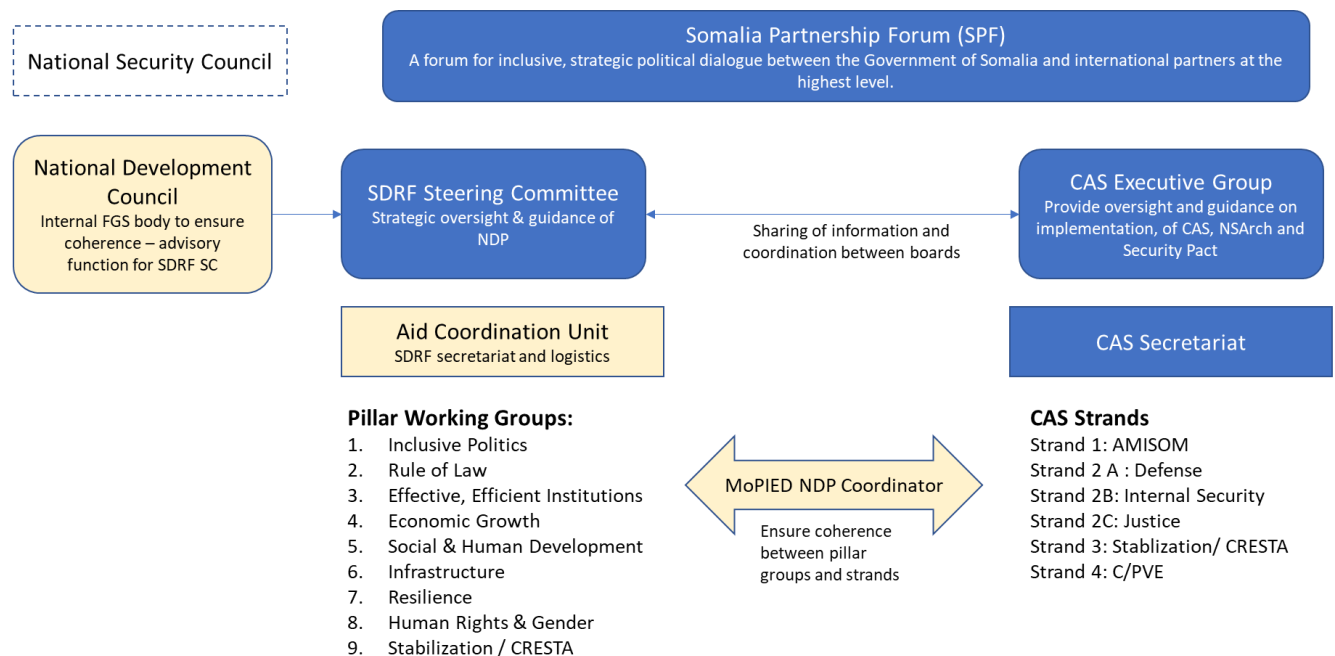 National Security Council
Somalia Partnership Forum (SPF)
A forum for inclusive, strategic political dialogue between the Government of Somalia and international partners at the
highest level.
National Development
Council
Internal FGS body to ensure
coherence – advisory
function for SDRF SC
SDRF Steering Committee
Strategic oversight & guidance of
NDP
Sharing of information and
coordination between boards
CAS Executive Group
Provide oversight and guidance on
implementation, of CAS, NSArch and
Security Pact
Aid Coordination Unit
SDRF secretariat and logistics
CAS Secretariat
Pillar Working Groups:
1. Inclusive Politics
2. Rule of Law
3. Effective, Efficient Institutions
4. Economic Growth
5. Social & Human Development
6. Infrastructure
7. Resilience
8. Human Rights & Gender
9. Stabilization / CRESTA
MoPIED NDP Coordinator
Ensure coherence
between pillar
groups and strands
CAS Strands
Strand 1: AMISOM
Strand 2 A : Defense
Strand 2B: Internal Security
Strand 2C: Justice
Strand 3: Stablization/ CRESTA
Strand 4: C/PVE